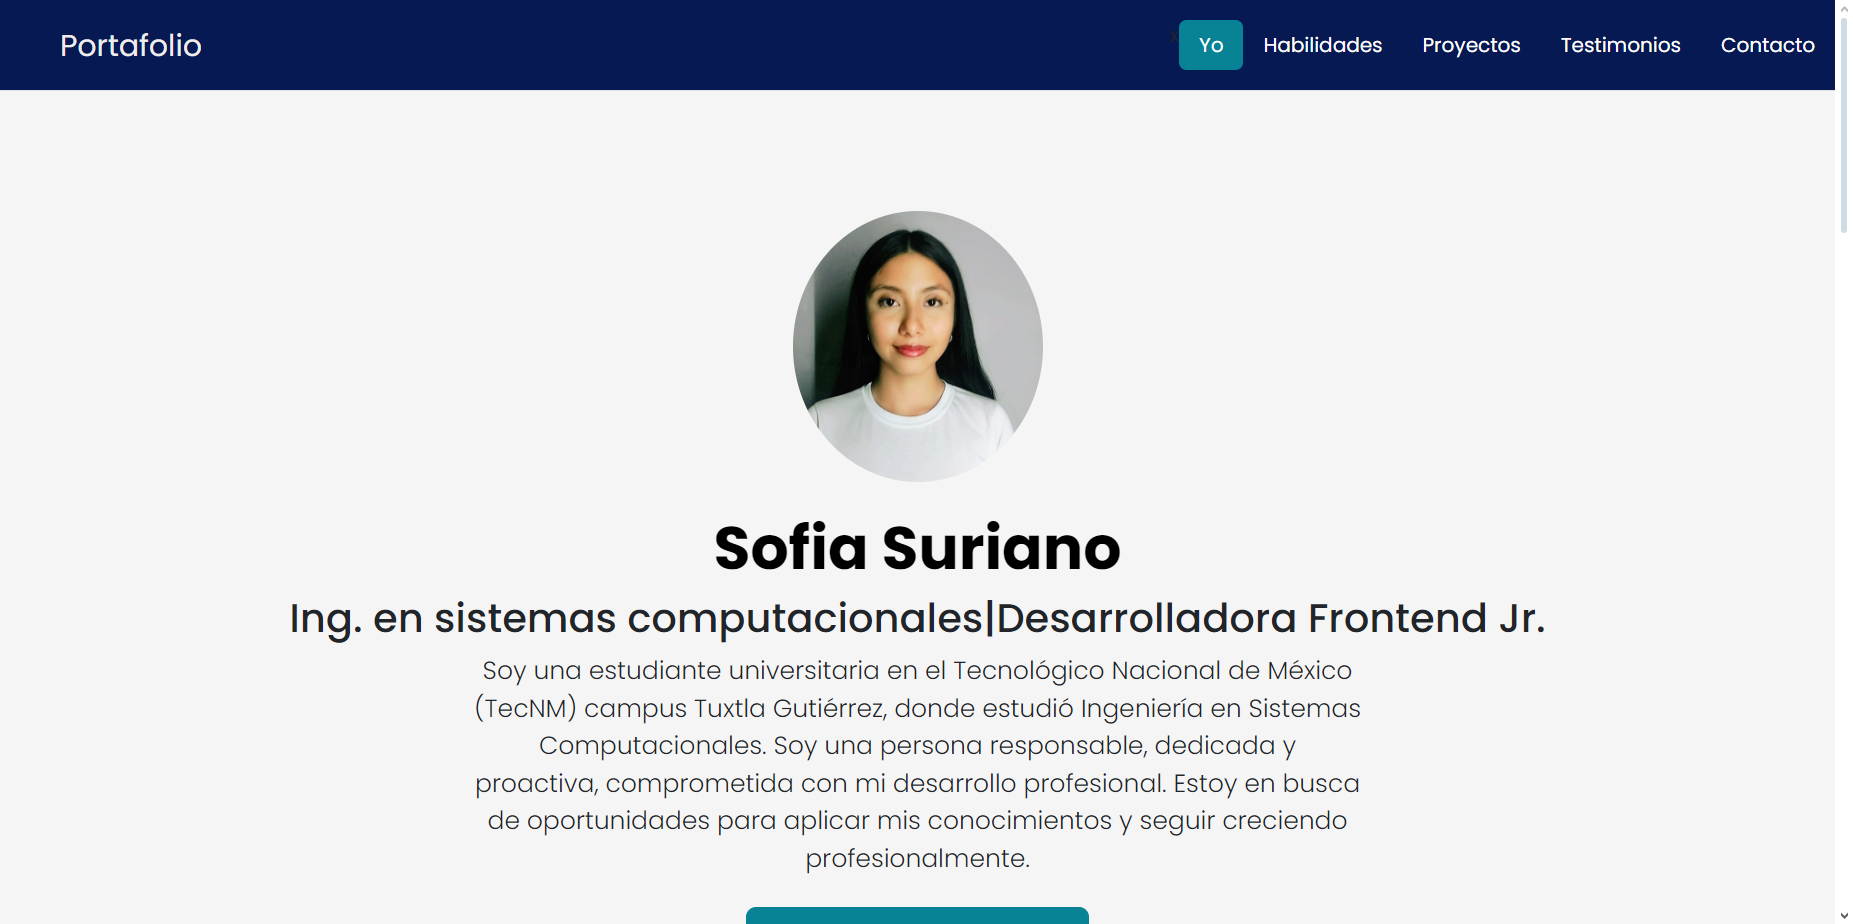 Portafolio
x Yo Habilidades Proyectos Testimonios Contacto
Sofia Suriano
Ing. en sistemas computacionales|Desarrolladora Frontend Jr.
Soy una estudiante universitaria en el Tecnológico Nacional de México
(TecNM) campus Tuxtla Gutiérrez, donde estudió Ingeniería en Sistemas
Computacionales. Soy una persona responsable, dedicada y
proactiva, comprometida con mi desarrollo profesional. Estoy en busca
de oportunidades para aplicar mis conocimientos y seguir creciendo
profesionalmente.